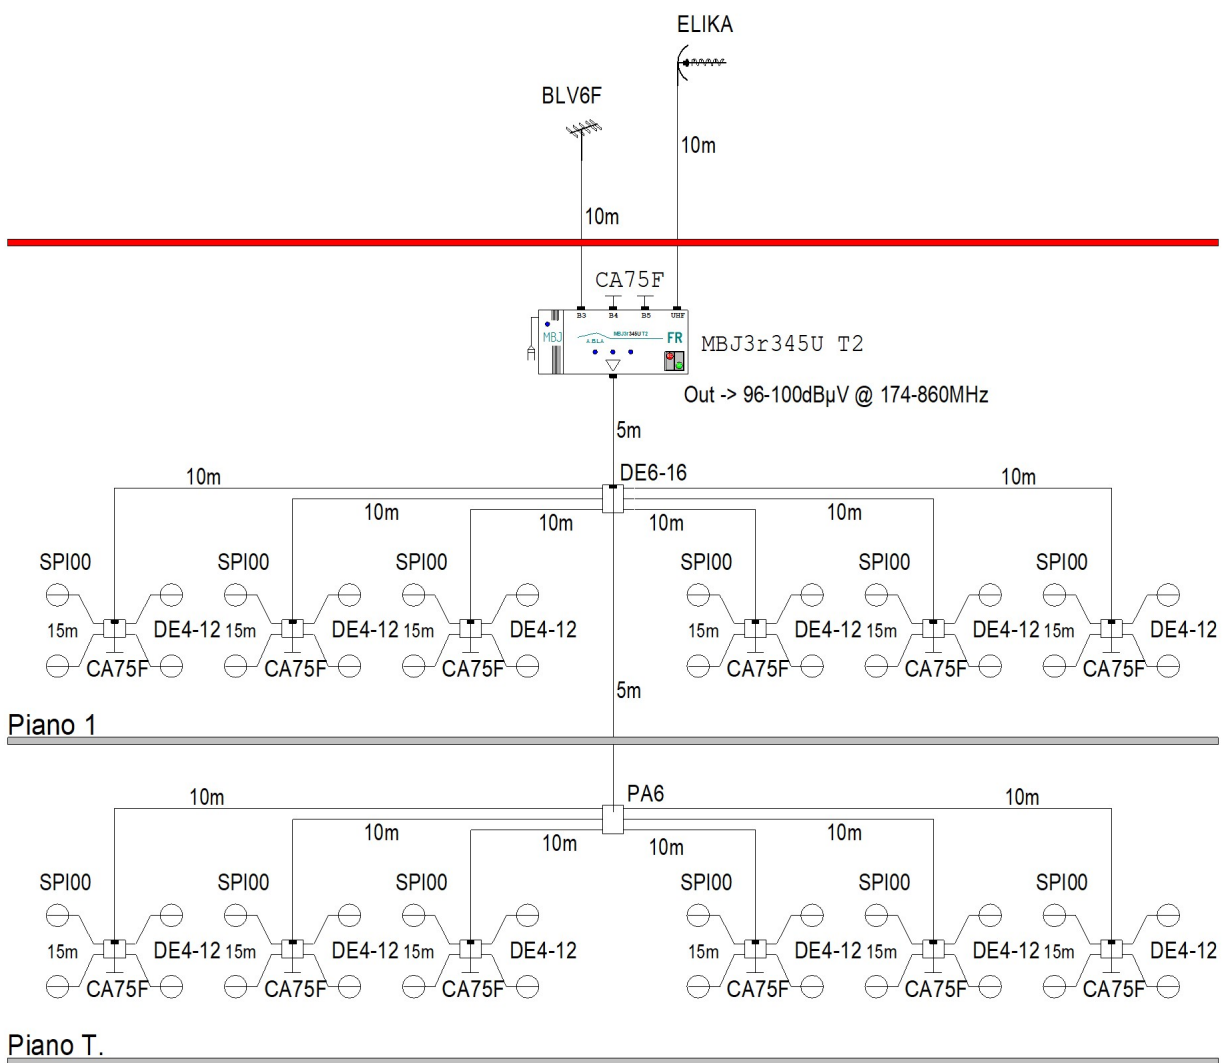 ELIKA
BLV6F
10m
10m
CA75F
B3 B4 B5 UHF
MBJ MBJ3r345U T2 FR
A.BI.A
MBJ3r345U T2
Out -> 96-100dBµV @ 174-860MHz
5m
DE6-16
10m 10m
10m 10m 10m 10m
SPI00 SPI00 SPI00 SPI00 SPI00 SPI00
15m DE4-12 15m DE4-12 15m DE4-12 15m DE4-12 15m DE4-12 15m DE4-12
CA75F CA75F CA75F CA75F CA75F CA75F
5m
Piano 1
PA6
10m 10m
10m 10m 10m 10m
SPI00 SPI00 SPI00 SPI00 SPI00 SPI00
15m DE4-12 15m DE4-12 15m DE4-12 15m DE4-12 15m DE4-12 15m DE4-12
CA75F CA75F CA75F CA75F CA75F CA75F
Piano T.